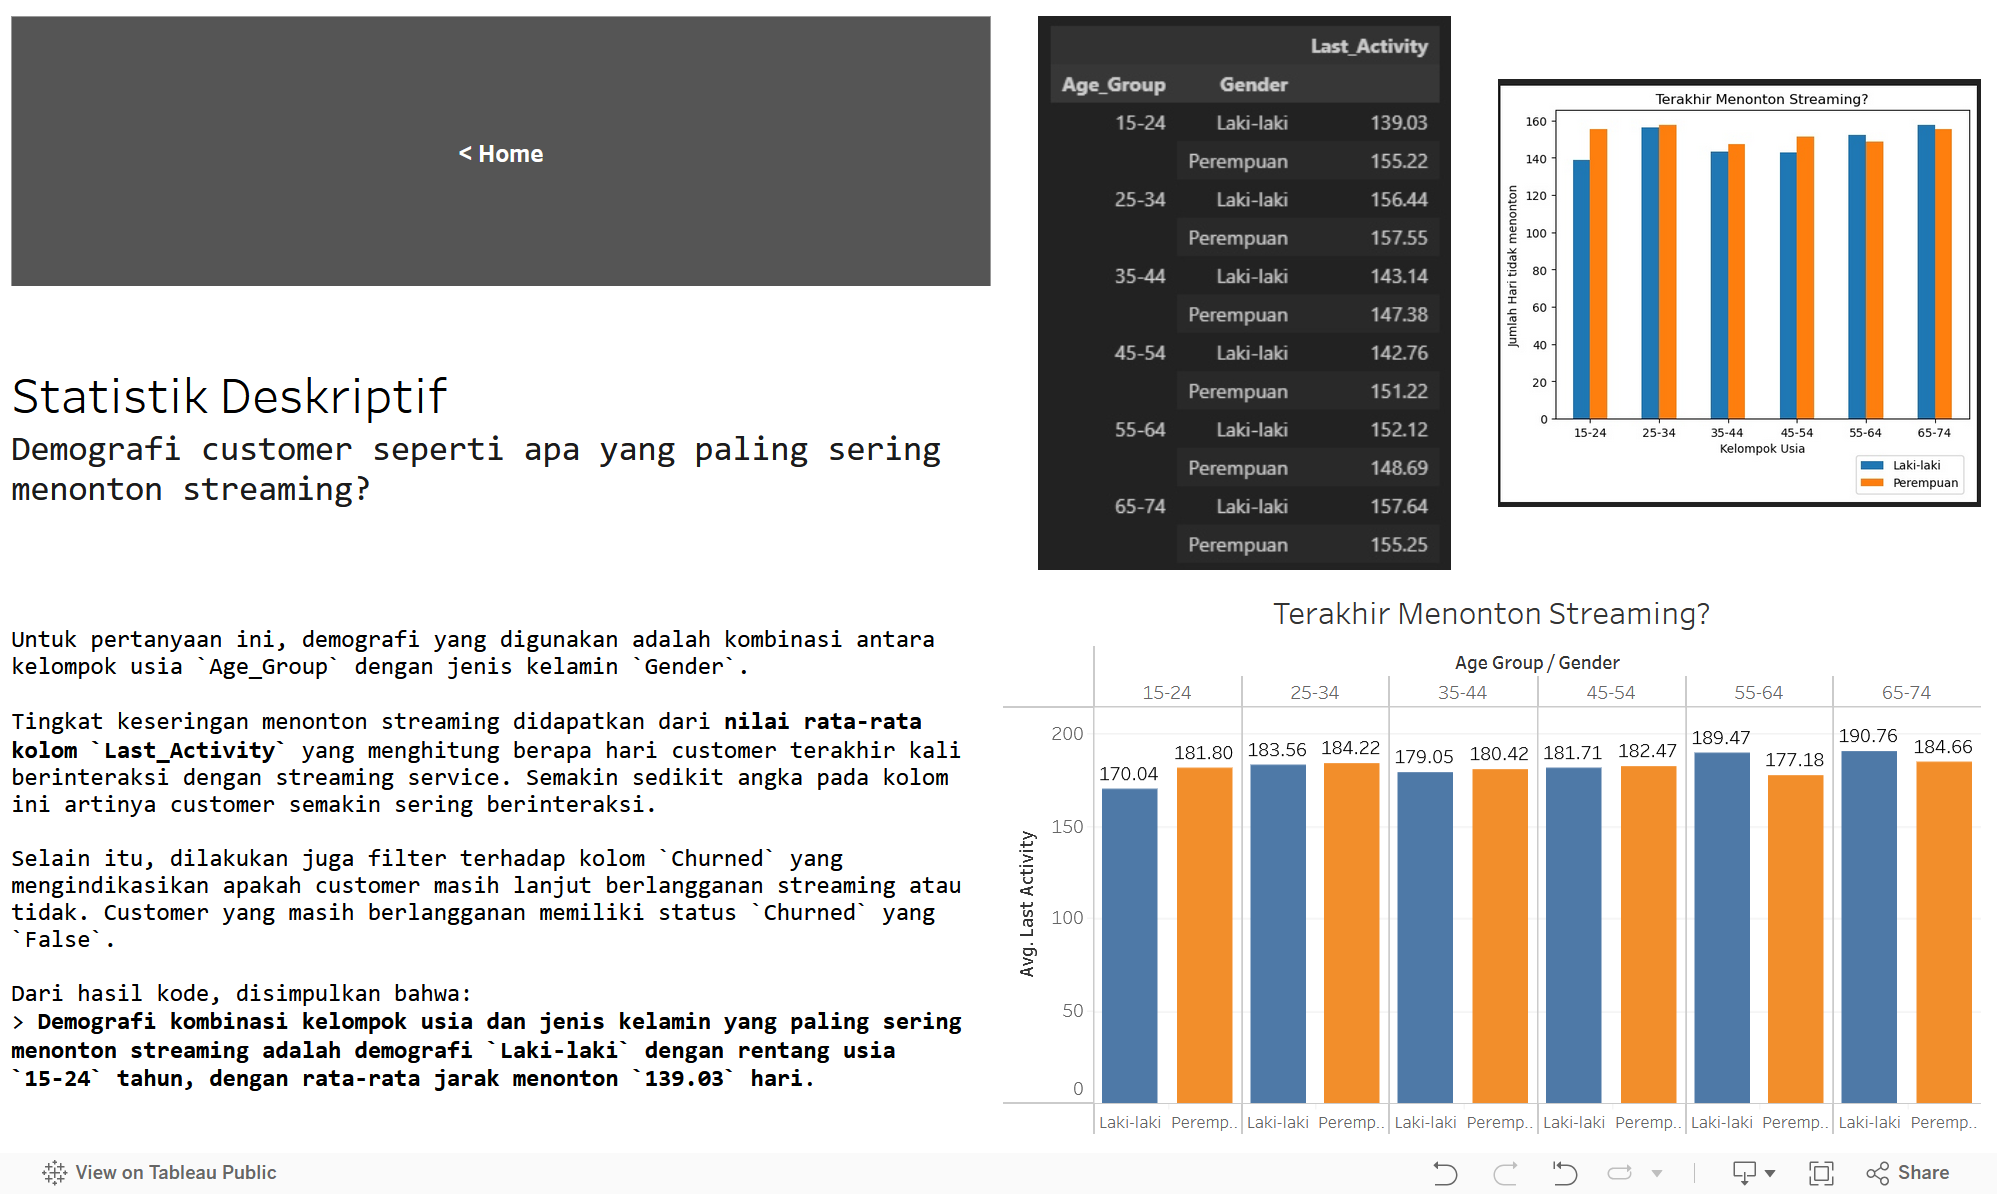 < Home
Statistik Deskriptif
Demografi customer seperti apa yang paling sering
menonton streaming?
Untuk pertanyaan ini, demografi yang digunakan adalah kombinasi antara
kelompok usia `Age_Group` dengan jenis kelamin `Gender`.
Tingkat keseringan menonton streaming didapatkan dari nilai rata-rata
kolom `Last_Activity` yang menghitung berapa hari customer terakhir kali
berinteraksi dengan streaming service. Semakin sedikit angka pada kolom
ini artinya customer semakin sering berinteraksi.
Selain itu, dilakukan juga filter terhadap kolom `Churned` yang
mengindikasikan apakah customer masih lanjut berlangganan streaming atau
tidak. Customer yang masih berlangganan memiliki status `Churned` yang
`False`.
Dari hasil kode, disimpulkan bahwa:
> Demografi kombinasi kelompok usia dan jenis kelamin yang paling sering
menonton streaming adalah demografi `Laki-laki` dengan rentang usia
`15-24` tahun, dengan rata-rata jarak menonton `139.03` hari.
Last_Activity
Age_Group Gender
15-24 Laki-laki 139.03
Perempuan 155.22
25-34 Laki-laki 156.44
Perempuan 157.55
35-44 Laki-laki 143.14
Perempuan 147.38
45-54 Laki-laki 142.76
Perempuan 151.22
55-64 Laki-laki 152.12
Perempuan 148.69
65-74 Laki-laki 157.64
Perempuan 155.25
Terakhir Menonton Streaming?
Jumlah Hari tidak menonton
160
140
120
100
80
60
40
20
0
15-24 25-34 35-44 45-54 55-64 65-74
Kelompok Usia
Laki-laki
Perempuan
Terakhir Menonton Streaming?
Age Group / Gender
15-24 25-34 35-44 45-54 55-64 65-74
Avg. Last Activity
200
150
100
50
0
170.04 181.80 183.56 184.22 179.05 180.42 181.71 182.47 189.47 177.18 190.76 184.66
Laki-laki Peremp.. Laki-laki Peremp.. Laki-laki Peremp.. Laki-laki Peremp.. Laki-laki Peremp.. Laki-laki Peremp..
View on Tableau Public
Share